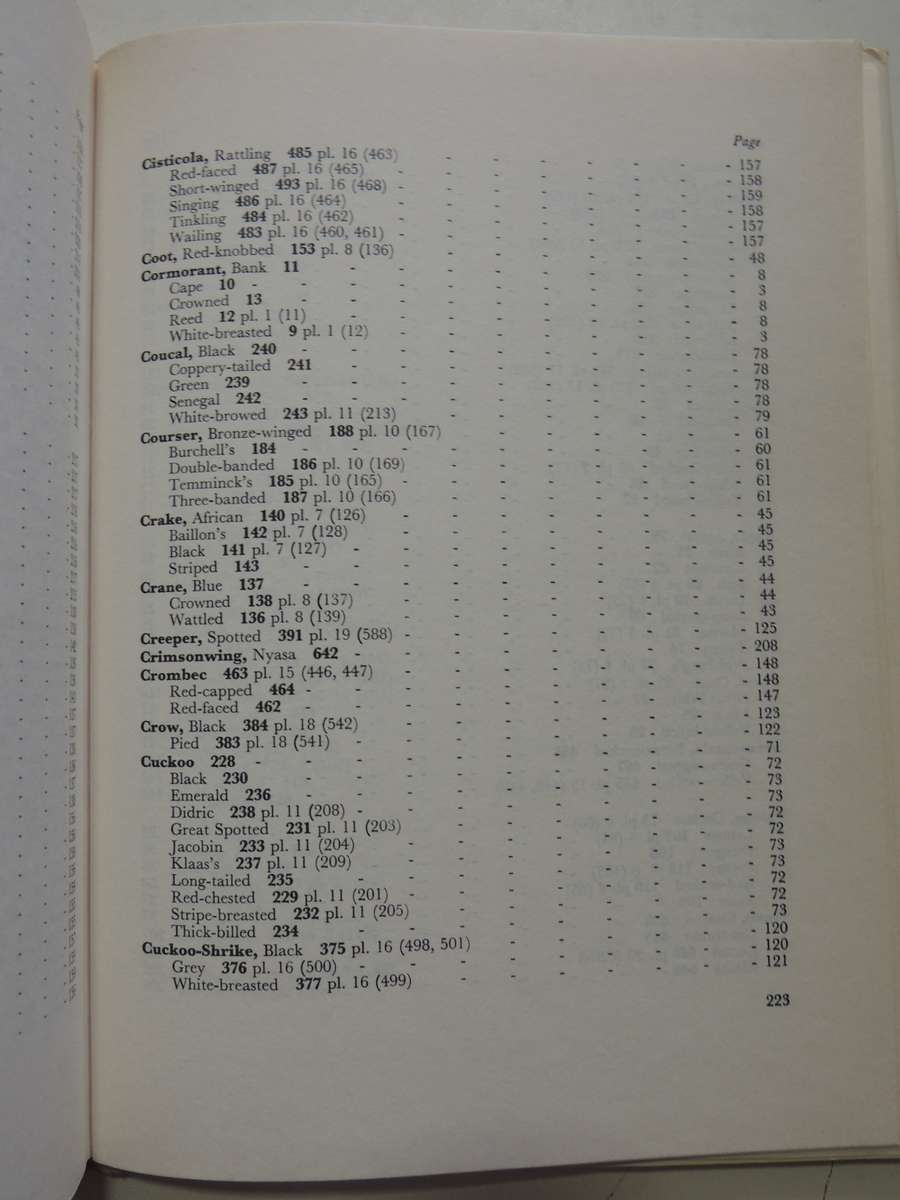 Page
Cisticola, Rattling 485 pl. 16 (463) - - - - - - - 157
Red-faced 487 pl. 16 (465) - - - - - - - 158
Short-winged 493 pl. 16 (468) - - - - - - - 159
Singing 486 pl. 16 (464) - - - - - - - 158
Tinkling 484 pl. 16 (462) - - - - - - - 157
Wailing 483 pl. 16 (460, 461) - - - - - - - 157
Coot, Red-knobbed 153 pl. 8 (136) - - - - - - - 48
Cormorant, Bank 11 - - - - - - - 8
Cape 10 - - - - - - - 3
Crowned 13 - - - - - - - 8
Reed 12 pl. 1 (11) - - - - - - - 8
White-breasted 9 pl. 1 (12) - - - - - - - 3
Coucal, Black 240 - - - - - - - 78
Coppery-tailed 241 - - - - - - - 78
Green 239 - - - - - - - 78
Senegal 242 - - - - - - - 78
White-browed 243 pl. 11 (213) - - - - - - - 79
Courser, Bronze-winged 188 pl. 10 (167) - - - - - - - 61
Burchell's 184 - - - - - - - 60
Double-banded 186 pl. 10 (169) - - - - - - - 61
Temminck's 185 pl. 10 (165) - - - - - - - 61
Three-banded 187 pl. 10 (166) - - - - - - - 61
Crake, African 140 pl. 7 (126) - - - - - - - 45
Baillon's 142 pl. 7 (128) - - - - - - - 45
Black 141 pl. 7 (127) - - - - - - - 45
Striped 143 - - - - - - - 45
Crane, Blue 137 - - - - - - - 44
Crowned 138 pl. 8 (137) - - - - - - - 44
Wattled 136 pl. 8 (139) - - - - - - - 43
Creeper, Spotted 391 pl. 19 (588) - - - - - - - 125
Crimsonwing, Nyasa 642 - - - - - - - 208
Crombec 463 pl. 15 (446, 447) - - - - - - - 148
Red-capped 464 - - - - - - - 148
Red-faced 462 - - - - - - - 147
Crow, Black 384 pl. 18 (542) - - - - - - - 123
Pied 383 pl. 18 (541) - - - - - - - 122
Cuckoo 228 - - - - - - - 71
Black 230 - - - - - - - 72
Emerald 236 - - - - - - - 73
Didric 238 pl. 11 (208) - - - - - - - 73
Great Spotted 231 pl. 11 (203) - - - - - - - 72
Jacobin 233 pl. 11 (204) - - - - - - - 72
Klaas's 237 pl. 11 (209) - - - - - - - 73
Long-tailed 235 - - - - - - - 73
Red-chested 229 pl. 11 (201) - - - - - - - 72
Stripe-breasted 232 pl. 11 (205) - - - - - - - 72
Thick-billed 234 - - - - - - - 73
Cuckoo-Shrike, Black 375 pl. 16 (498, 501) - - - - - - 120
Grey 376 pl. 16 (500) - - - - - - - 120
White-breasted 377 pl. 16 (499) - - - - - - - 121
223